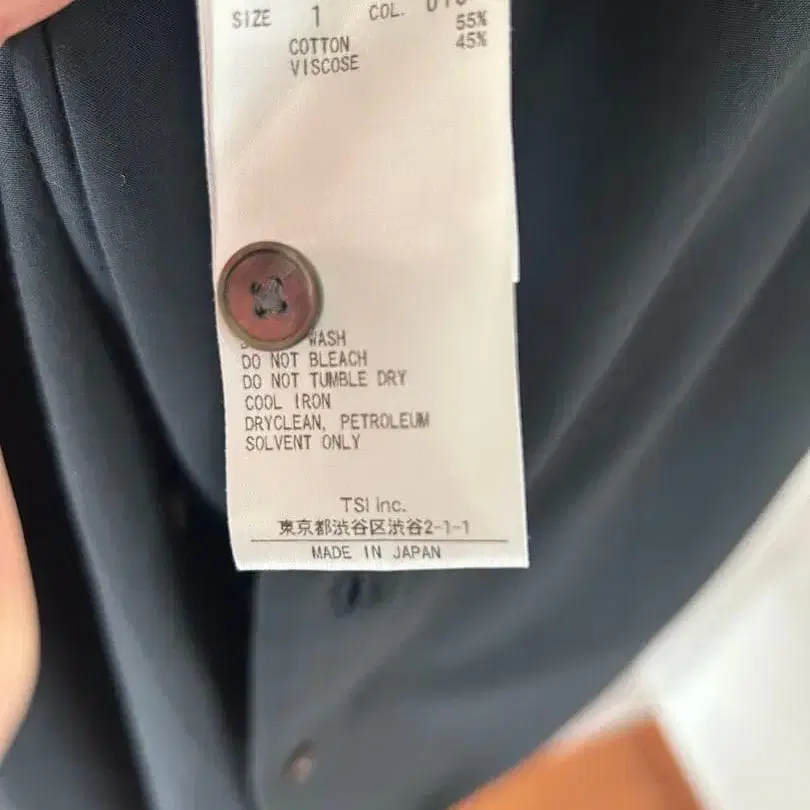 SIZE 1 COL.
COTTON 55%
VISCOSE 45%
WASH
DO NOT BLEACH
DO NOT TUMBLE DRY
COOL IRON
DRYCLEAN, PETROLEUM
SOLVENT ONLY
TSI inc.
東京都渋谷区渋谷2-1-1
MADE IN JAPAN